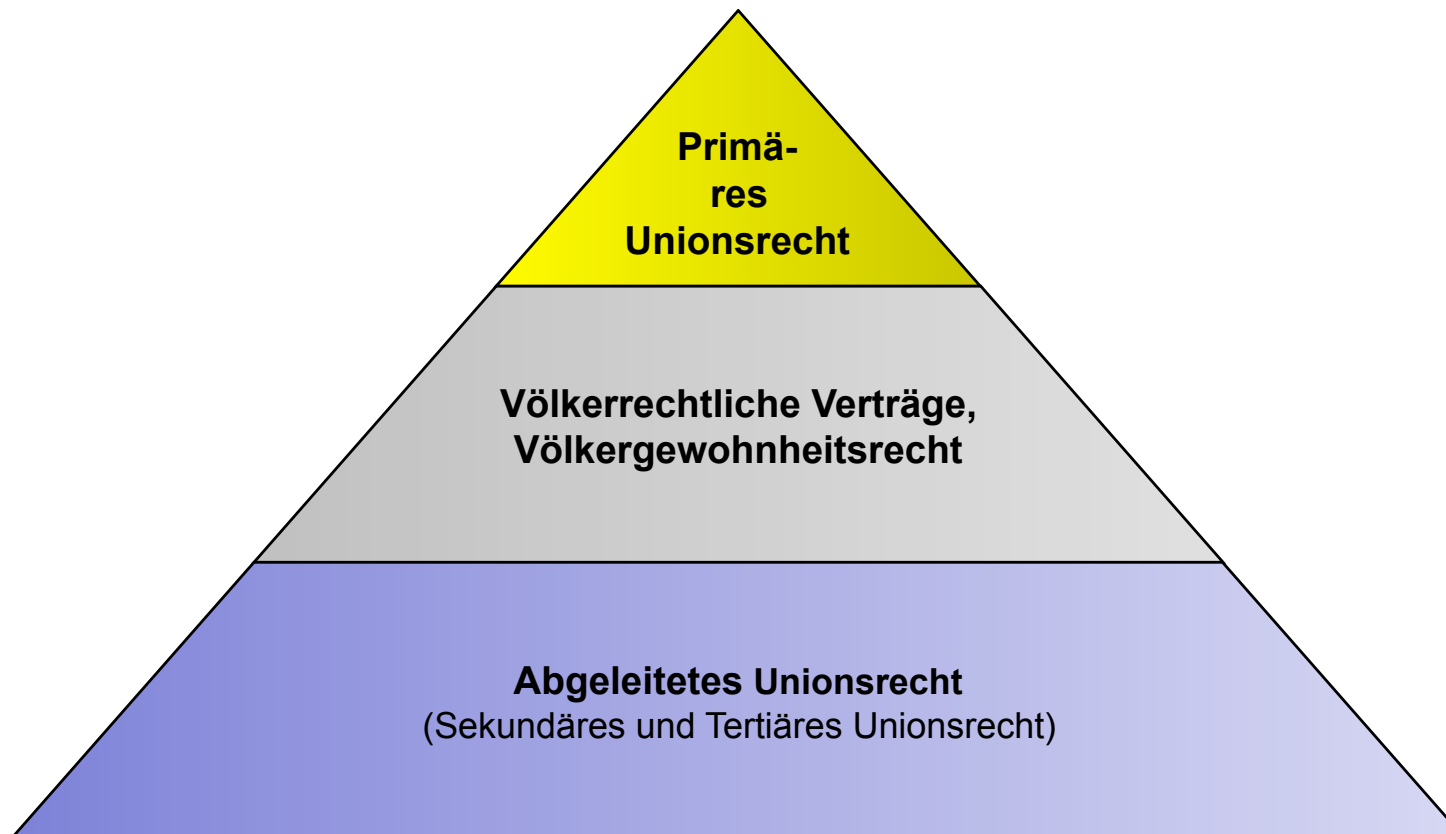 Primä-
res
Unionsrecht
Völkerrechtliche Verträge,
Völkergewohnheitsrecht
Abgeleitetes Unionsrecht
(Sekundäres und Tertiäres Unionsrecht)